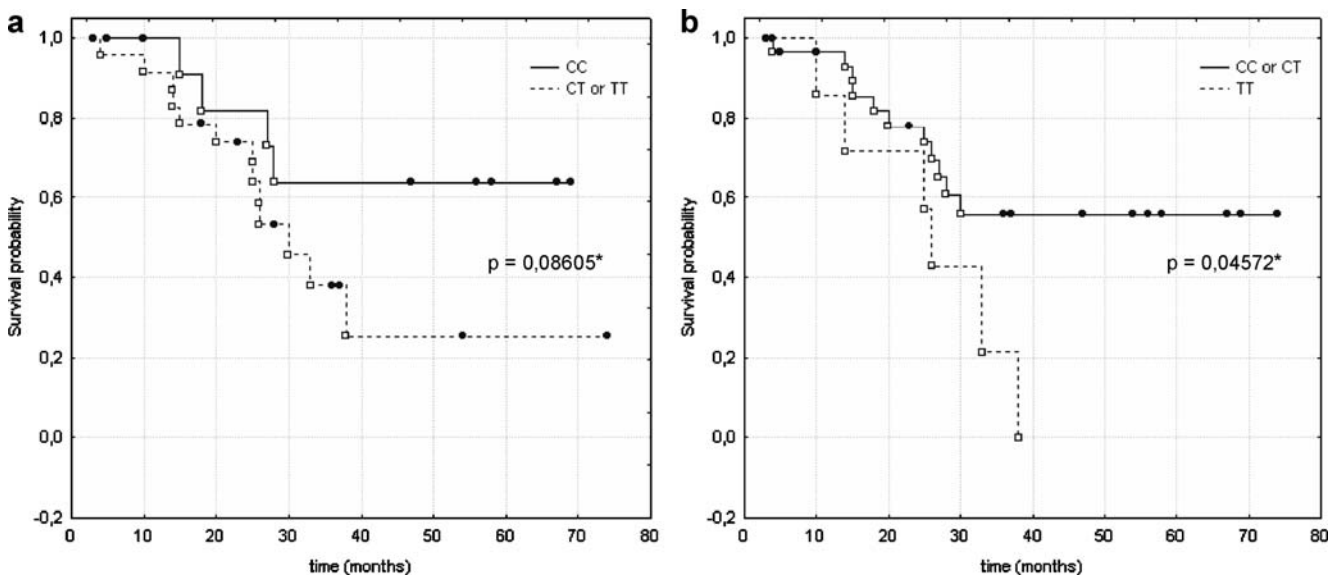 a
1,0
0,8
0,6
0,4
0,2
0,0
-0,2
Survival probability
CC
CT or TT
p = 0,08605*
0 10 20 30 40 50 60 70 80
time (months)
b
1,0
0,8
0,6
0,4
0,2
0,0
-0,2
Survival probability
CC or CT
TT
p = 0,04572*
0 10 20 30 40 50 60 70 80
time (months)